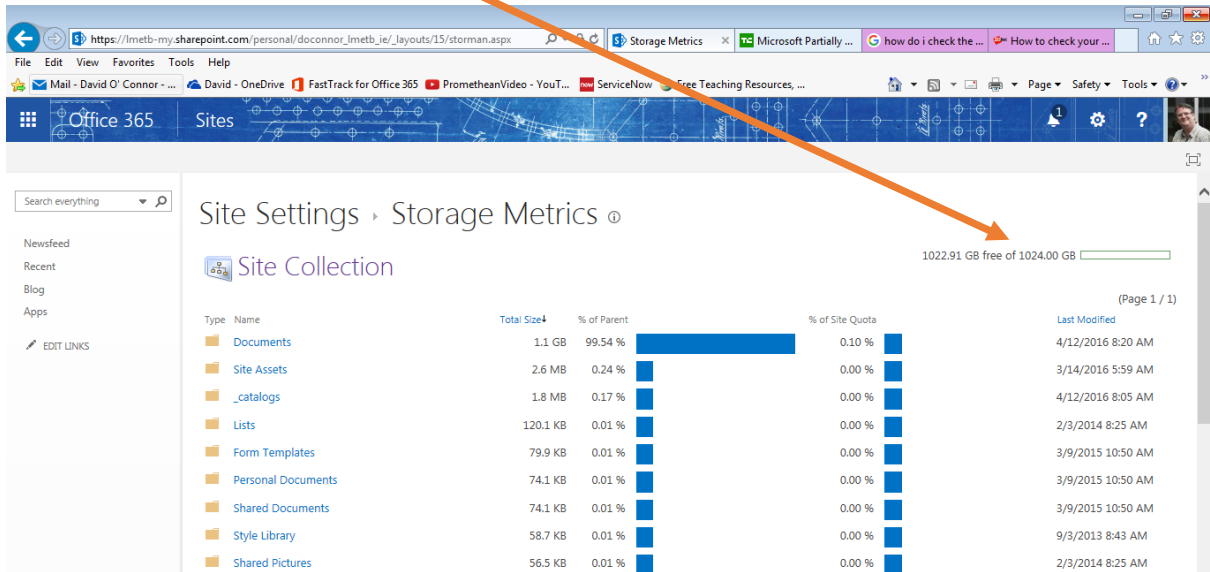 https://lmetb-my.sharepoint.com/personal/doconnor_lmetb_ie/_layouts/15/storman.aspx Storage Metrics Microsoft Partially ... how do i check the ... How to check your ...
File Edit View Favorites Tools Help
Mail - David O' Connor - ... David - OneDrive FastTrack for Office 365 PrometheanVideo - YouT... now ServiceNow Free Teaching Resources, ... Page Safety Tools
Office 365 Sites 1 ?
Search everything
Site Settings Storage Metrics
Newsfeed
1022.91 GB free of 1024.00 GB
Recent
Site Collection
Blog
(Page 1 / 1)
Apps
Type Name Total Size % of Parent % of Site Quota Last Modified
EDIT LINKS
Documents 1.1 GB 99.54 % 0.10 % 4/12/2016 8:20 AM
Site Assets 2.6 MB 0.24 % 0.00 % 3/14/2016 5:59 AM
_catalogs 1.8 MB 0.17 % 0.00 % 4/12/2016 8:05 AM
Lists 120.1 KB 0.01 % 0.00 % 2/3/2014 8:25 AM
Form Templates 79.9 KB 0.01 % 0.00 % 3/9/2015 10:50 AM
Personal Documents 74.1 KB 0.01 % 0.00 % 3/9/2015 10:50 AM
Shared Documents 74.1 KB 0.01 % 0.00 % 3/9/2015 10:50 AM
Style Library 58.7 KB 0.01 % 0.00 % 9/3/2013 8:43 AM
Shared Pictures 56.5 KB 0.01 % 0.00 % 2/3/2014 8:25 AM